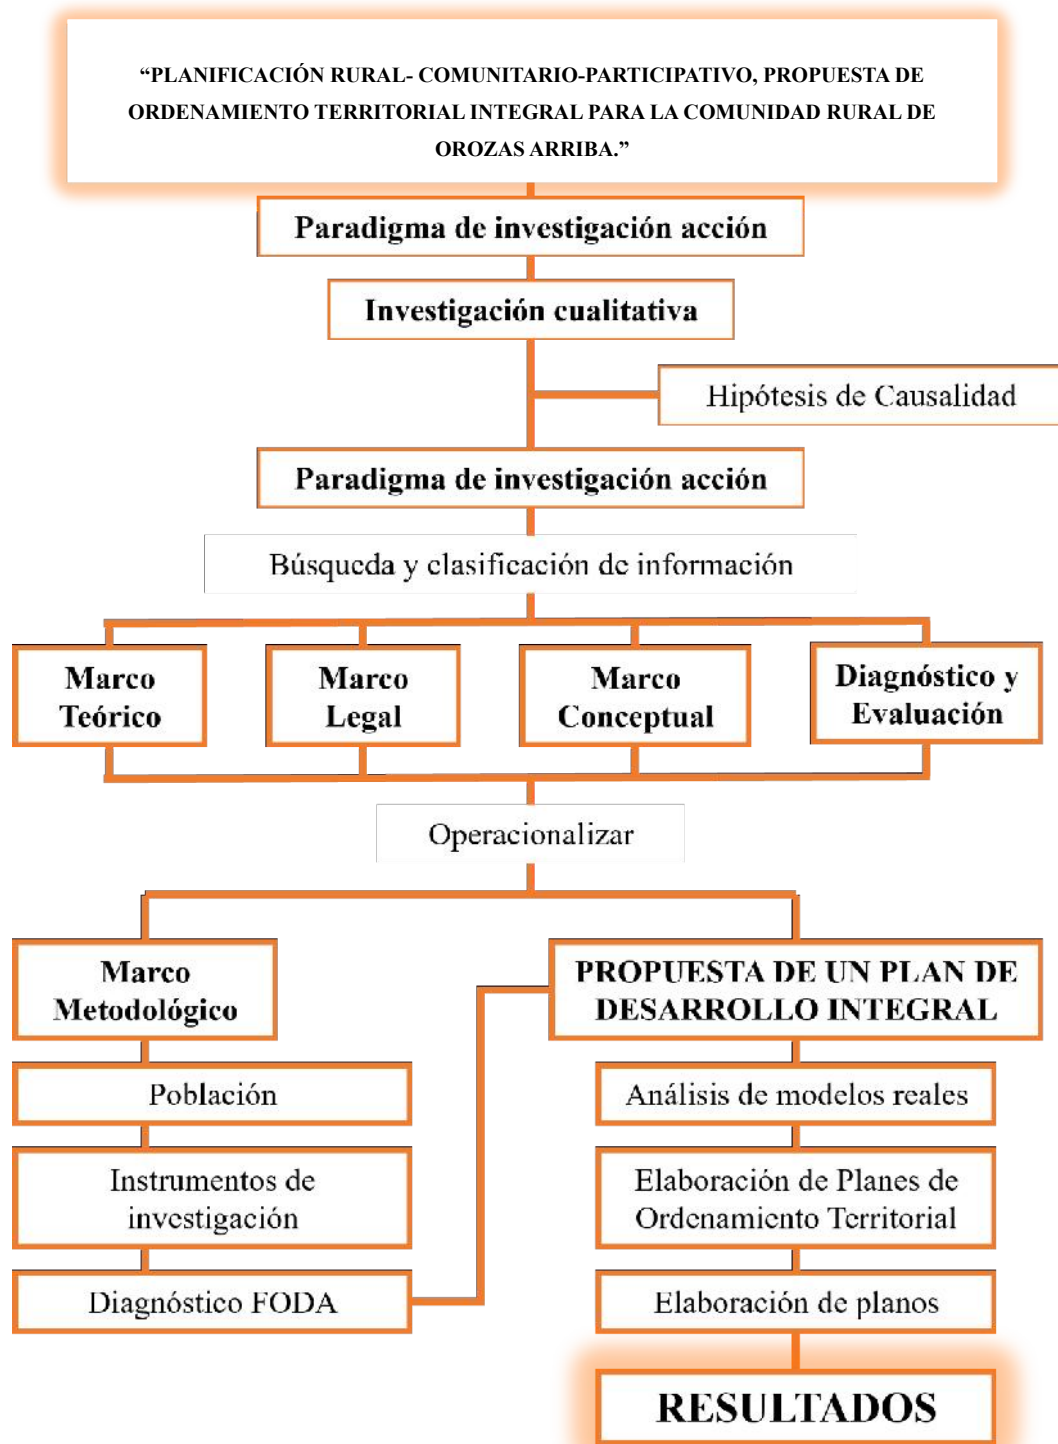 “PLANIFICACIÓN RURAL- COMUNITARIO-PARTICIPATIVO, PROPUESTA DE
ORDENAMIENTO TERRITORIAL INTEGRAL PARA LA COMUNIDAD RURAL DE
OROZAS ARRIBA.”
Paradigma de investigación acción
Investigación cualitativa
Hipótesis de Causalidad
Paradigma de investigación acción
Búsqueda y clasificación de información
Marco
Teórico
Marco
Legal
Marco
Conceptual
Diagnóstico y
Evaluación
Operacionalizar
Marco
Metodológico
Población
Instrumentos de
investigación
Diagnóstico FODA
PROPUESTA DE UN PLAN DE
DESARROLLO INTEGRAL
Análisis de modelos reales
Elaboración de Planes de
Ordenamiento Territorial
Elaboración de planos
RESULTADOS